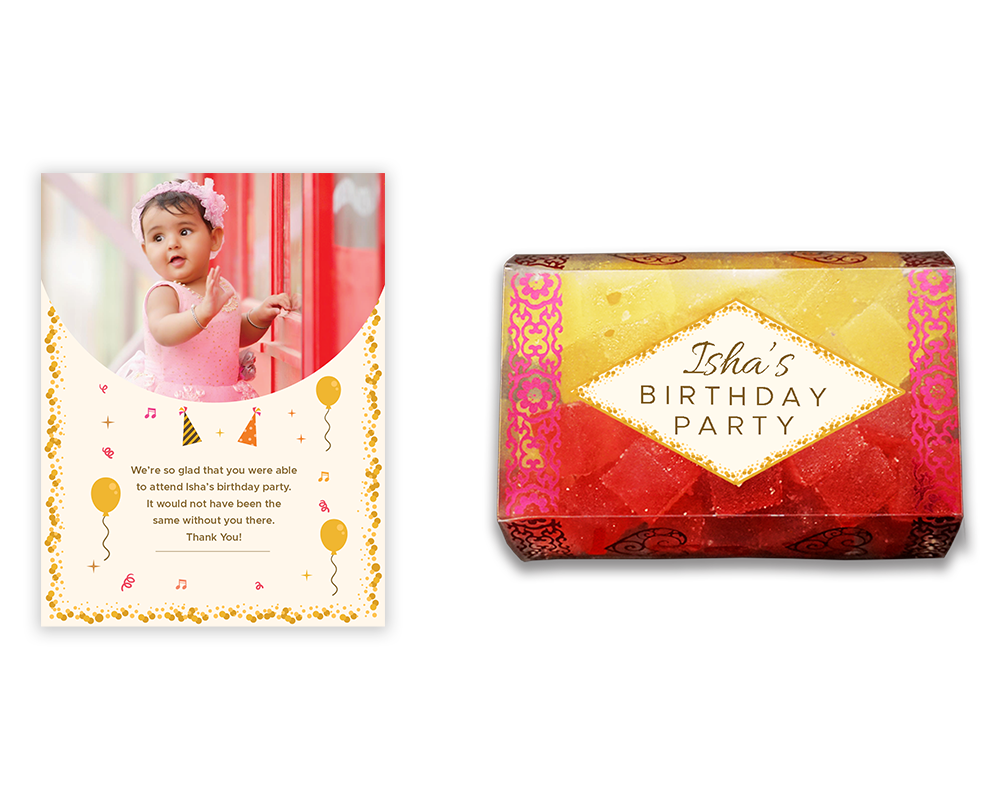 We're so glad that you were able
to attend Isha's birthday party.
It would not have been the
same without you there.
Thank You!
Isha's
BIRTHDAY
PARTY